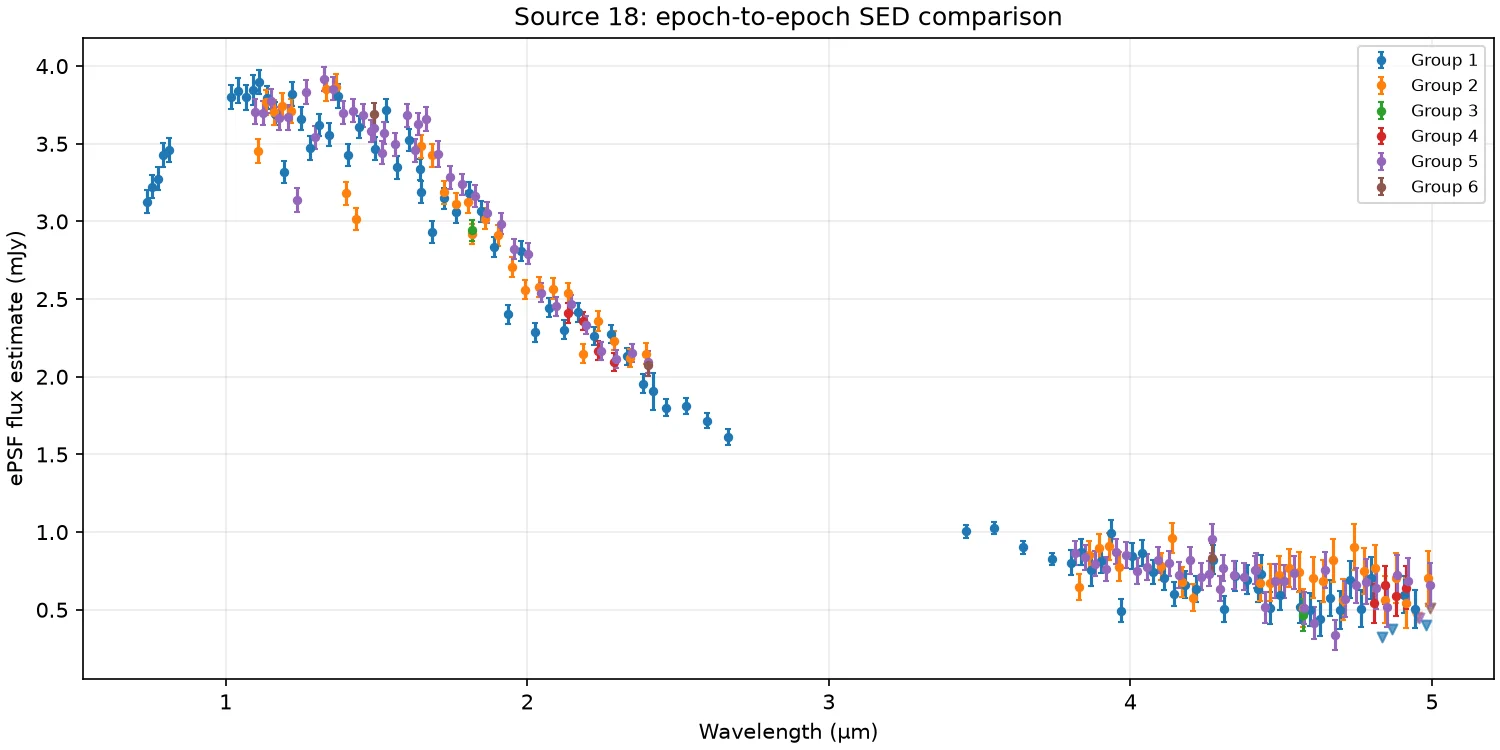 Source 18: epoch-to-epoch SED comparison
ePSF flux estimate (mJy)
4.0
3.5
3.0
2.5
2.0
1.5
1.0
0.5
Group 1
Group 2
Group 3
Group 4
Group 5
Group 6
1
2
3
4
5
Wavelength (μm)